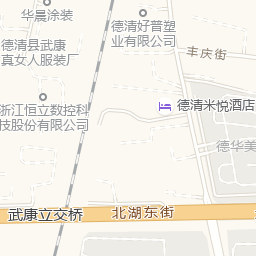 华晨涂装
德清好普塑
业有限公司
丰庆街
德清县武康
真女人服装厂
浙江恒立数控科
技股份有限公司
德清米悦酒店
德华美
北湖东街
武康立交桥